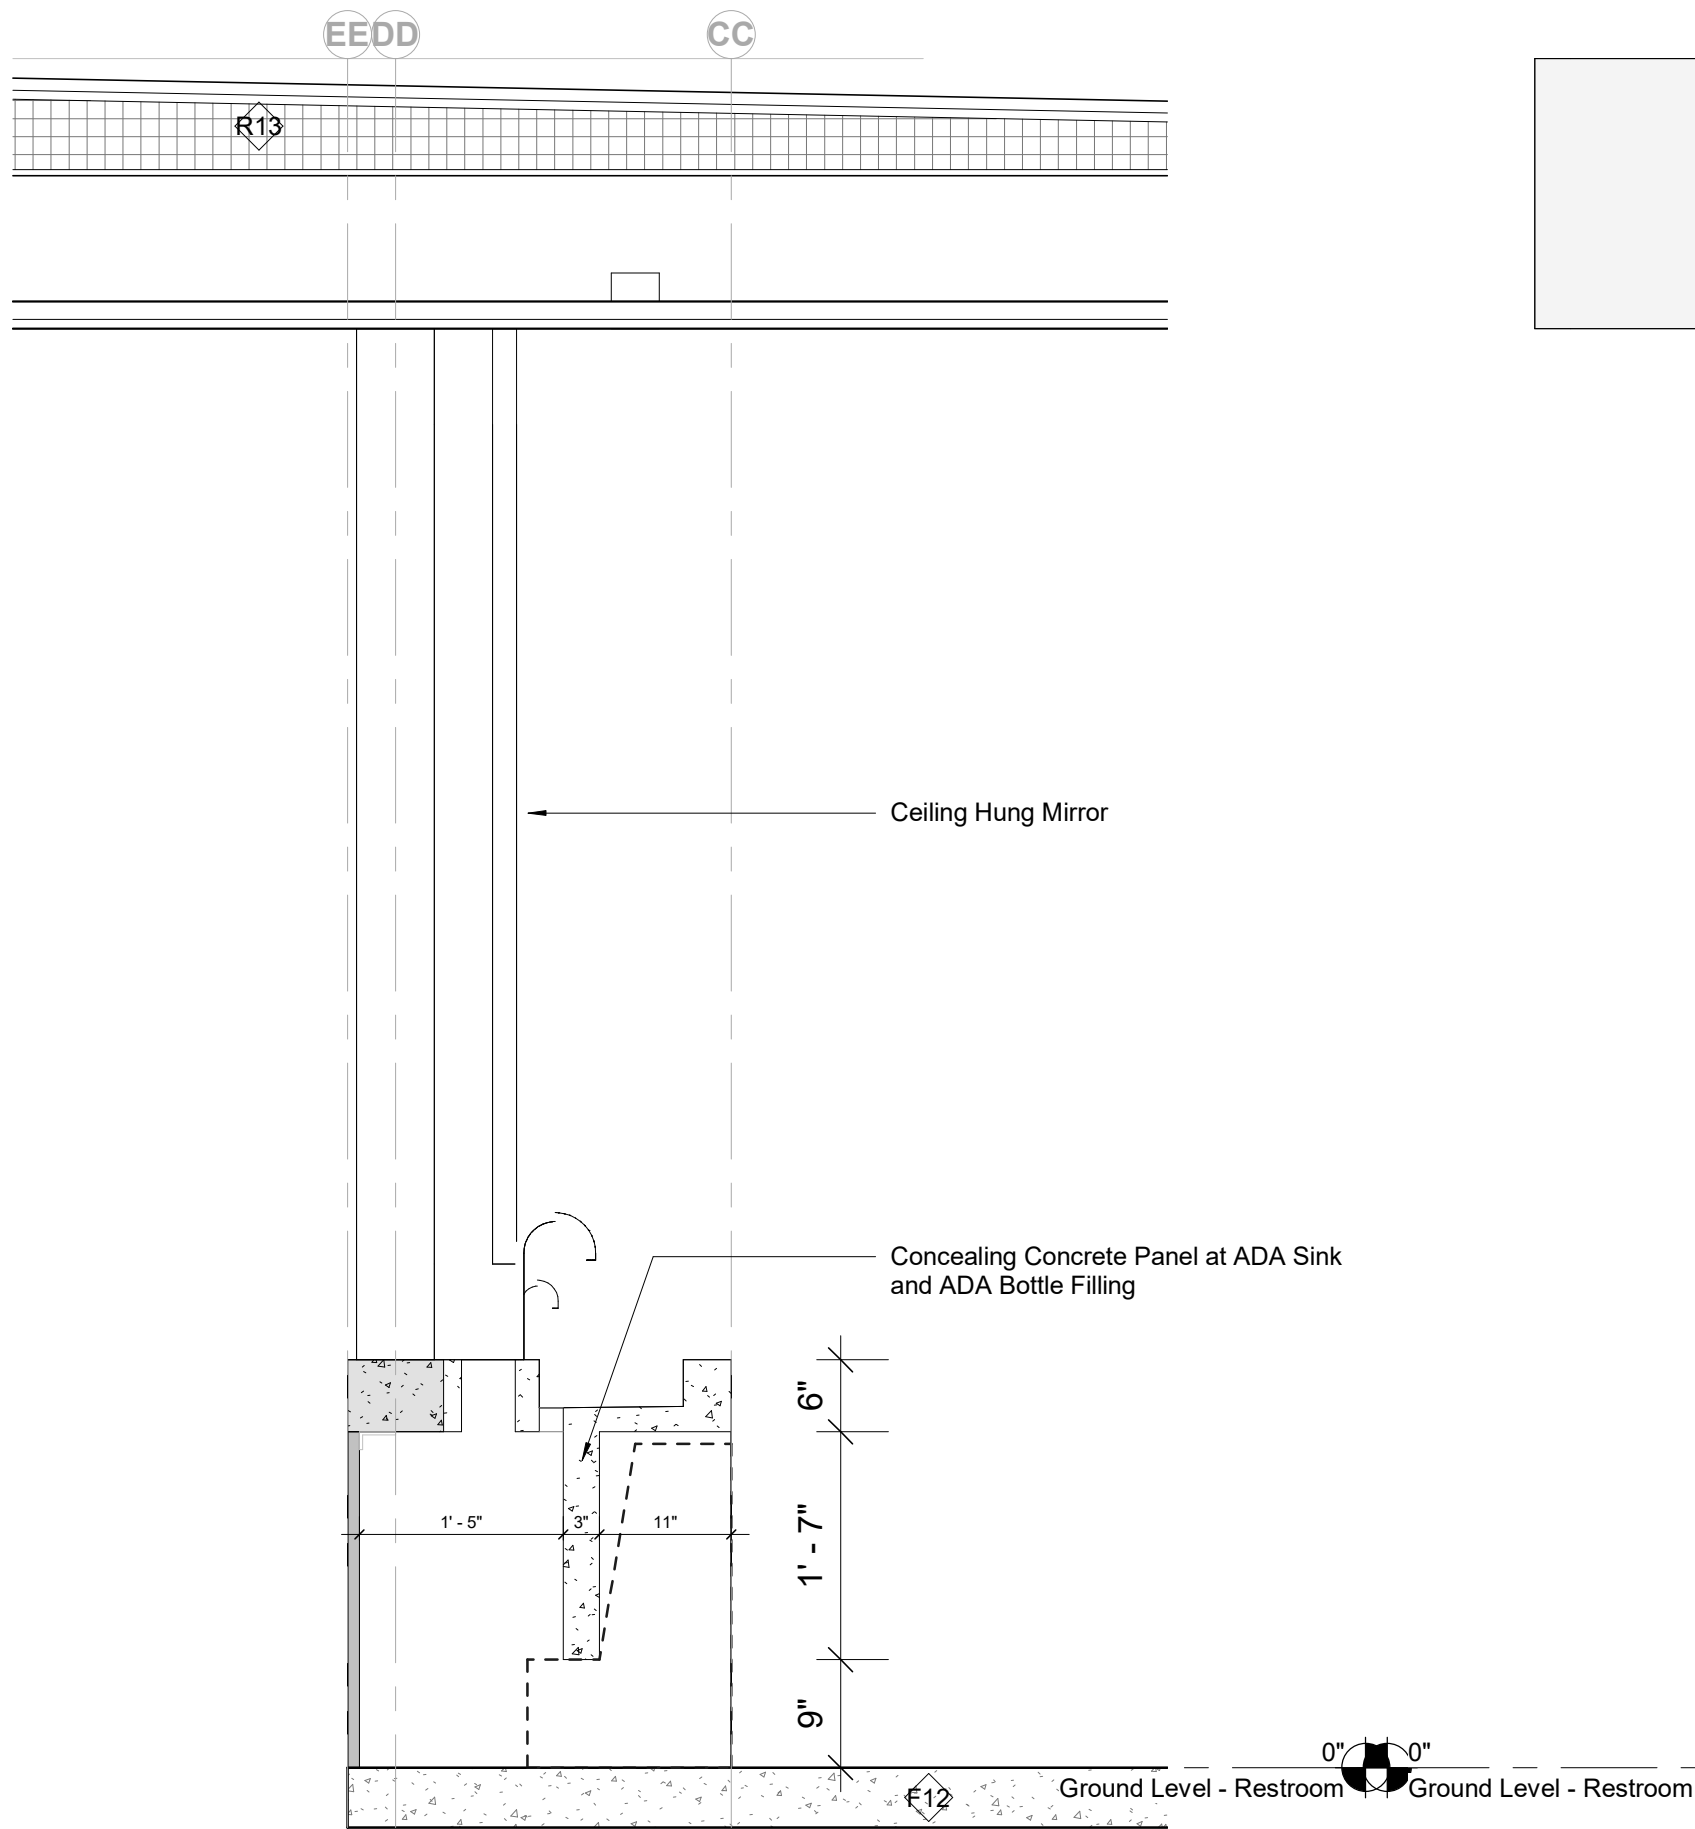 EE
DD
CC
R13
Ceiling Hung Mirror
Concealing Concrete Panel at ADA Sink
and ADA Bottle Filling
6"
1' - 5"
3"
11"
1' - 7"
9"
0"
0"
Ground Level - Restroom
Ground Level - Restroom
F12